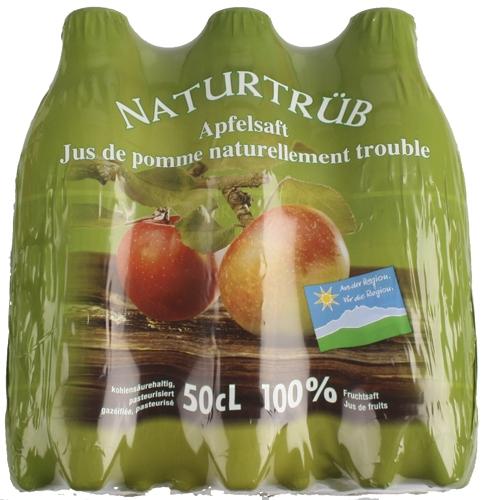 NATURTRÜB
Apfelsaft
Jus de pomme naturellement trouble
Aus der Region.
Für die Region.
kohlensäurehaltig,
pasteurisiert
gazéifiée, pasteurisé
50cL 100%
Fruchtsaft
Jus de fruits